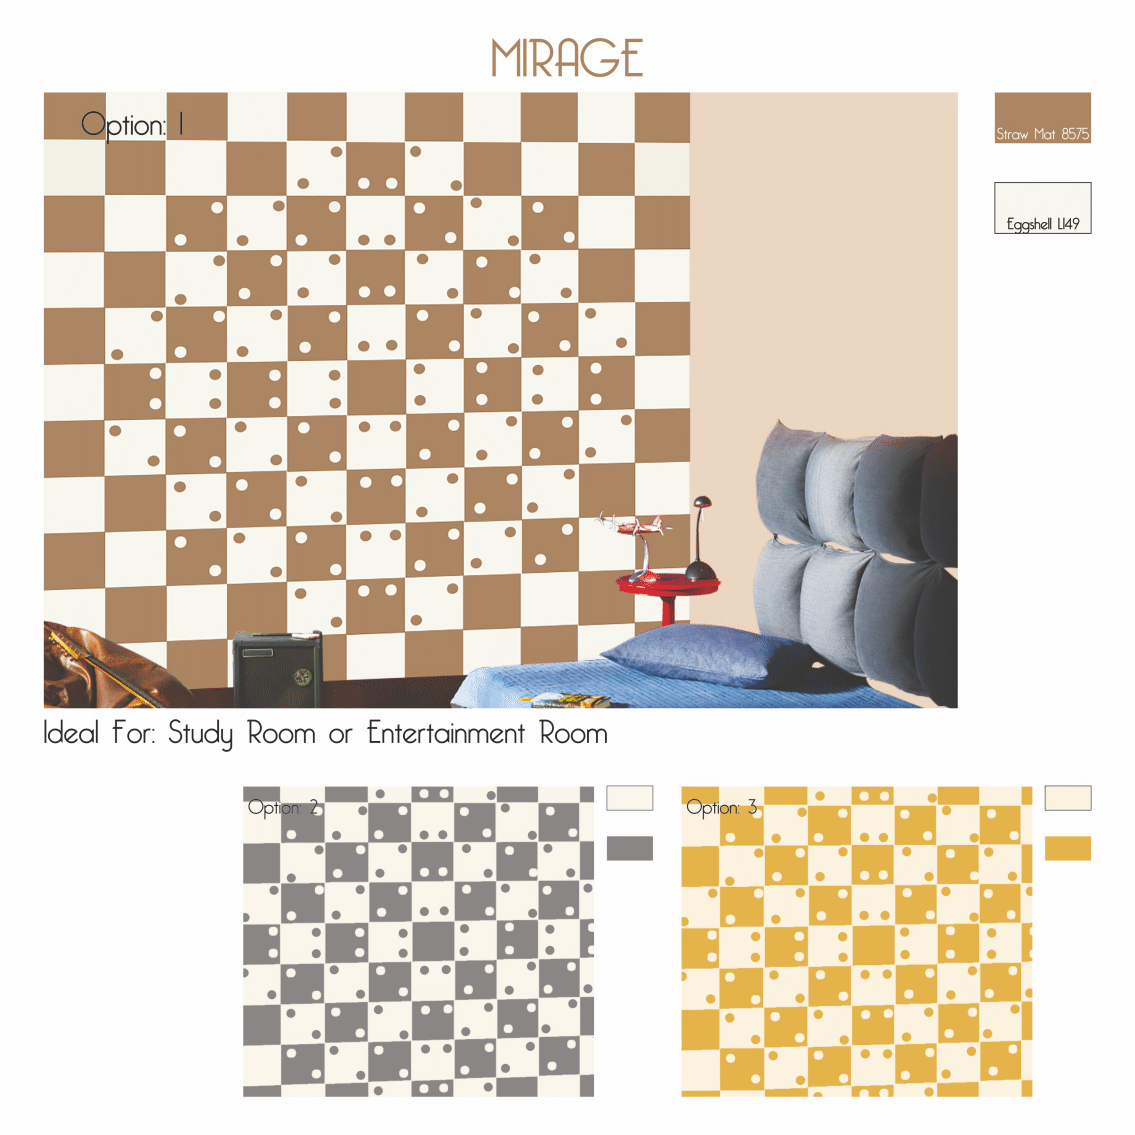 MIRAGE
Option: 1
Straw Mat 8575
Eggshell L149
Ideal For: Study Room or Entertainment Room
Option: 2
Option: 3